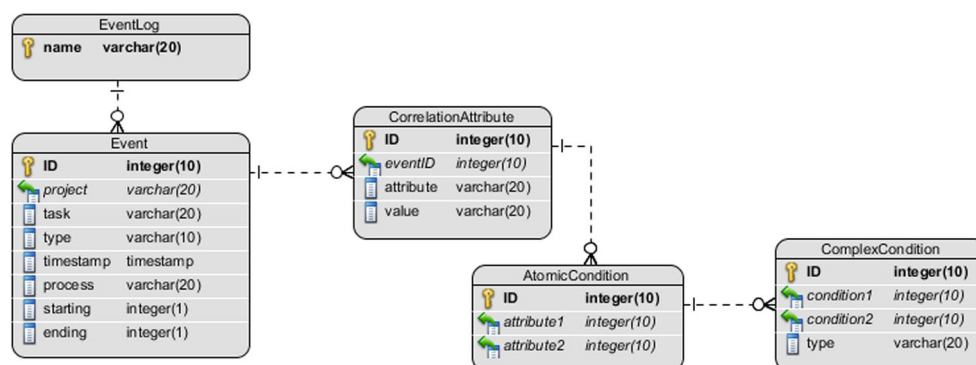 EventLog
name varchar(20)
Event
ID integer(10)
project varchar(20)
task varchar(20)
type varchar(10)
timestamp timestamp
process varchar(20)
starting integer(1)
ending integer(1)
CorrelationAttribute
ID integer(10)
eventID integer(10)
attribute varchar(20)
value varchar(20)
AtomicCondition
ID integer(10)
attribute1 integer(10)
attribute2 integer(10)
ComplexCondition
ID integer(10)
condition1 integer(10)
condition2 integer(10)
type varchar(20)